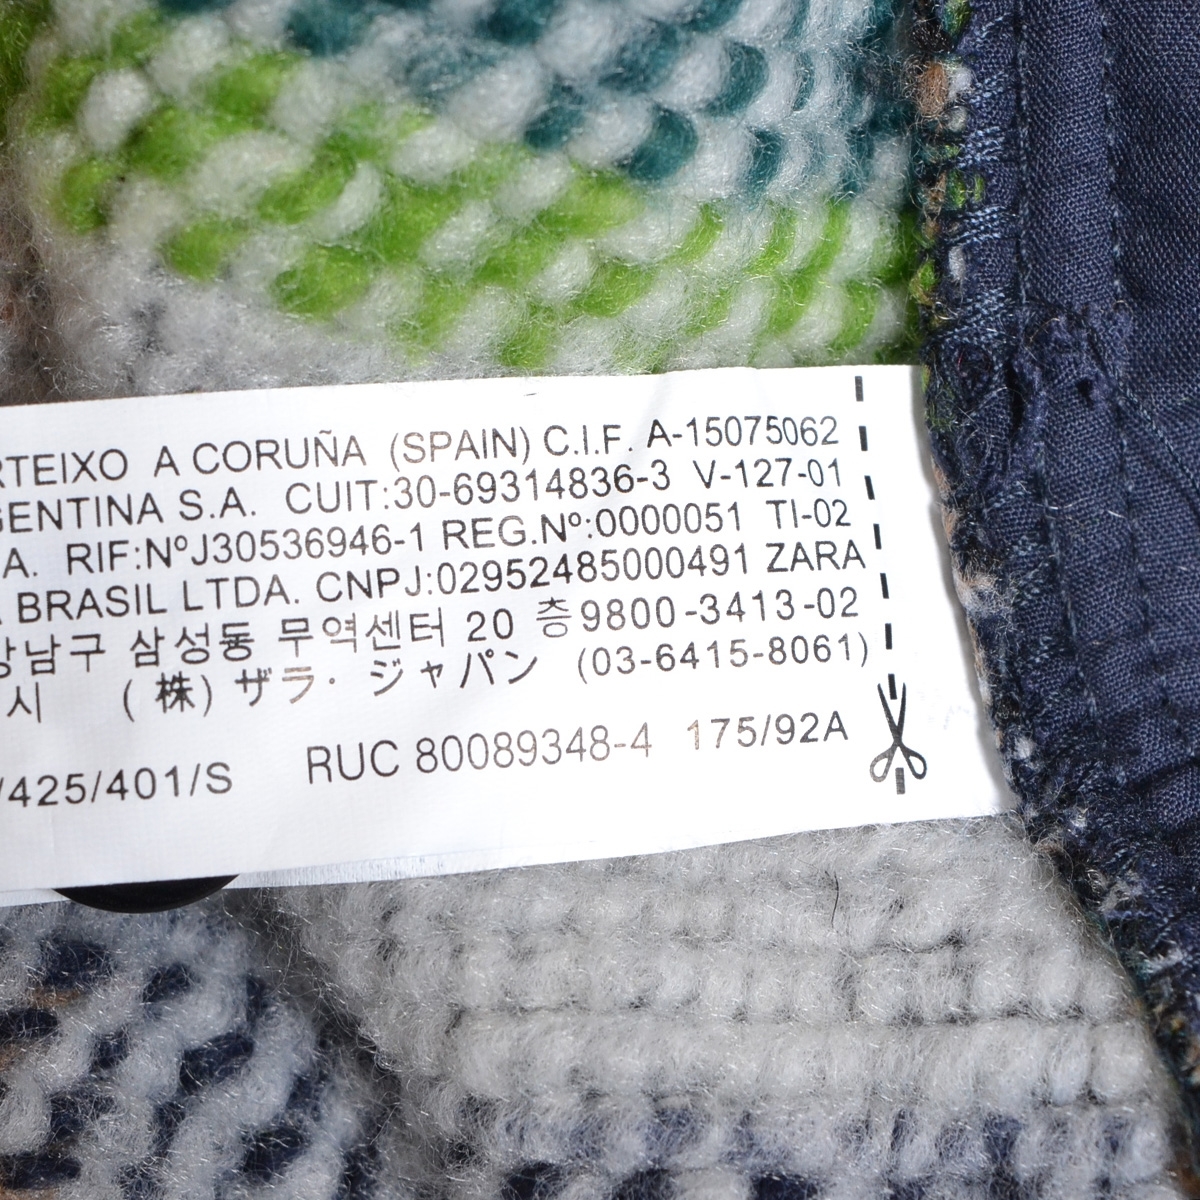 RTEIXO A CORUÑA (SPAIN) C.I.F. A-15075062
GENTINA S.A. CUIT:30-69314836-3 V-127-01
A. RIF:NºJ30536946-1 REG.Nº:0000051 TI-02
BRASIL LTDA. CNPJ:02952485000491 ZARA
강남구 삼성동 무역센터 20 층9800-3413-02
시 (株) ザラ・ジャパン (03-6415-8061)
/425/401/S RUC 80089348-4 175/92A